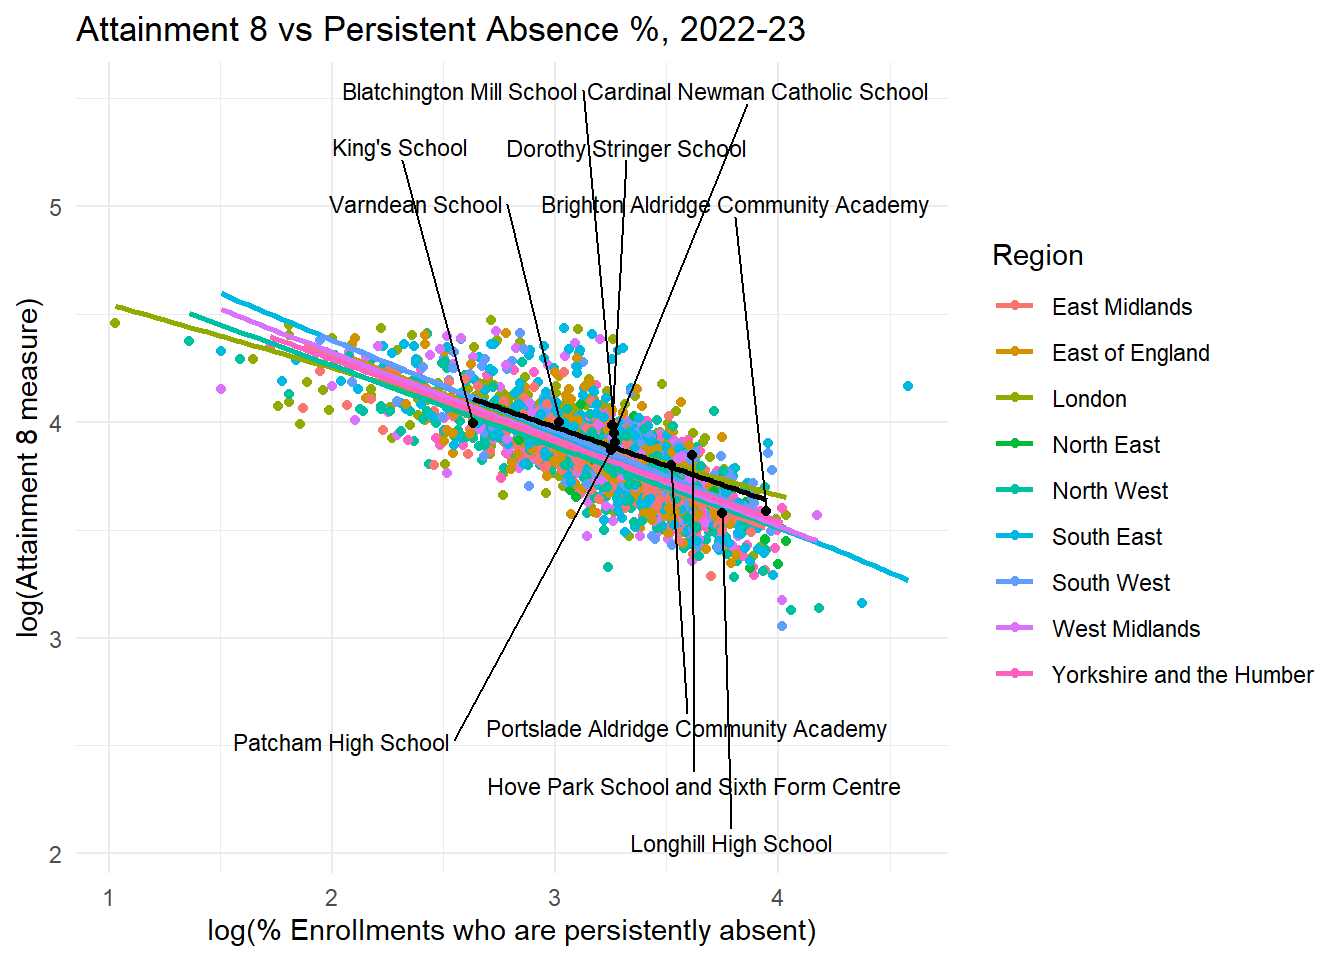 Attainment 8 vs Persistent Absence %, 2022-23
Blatchington Mill School
Cardinal Newman Catholic School
King's School
Dorothy Stringer School
Varndean School
Brighton Aldridge Community Academy
Patcham High School
Portslade Aldridge Community Academy
Hove Park School and Sixth Form Centre
Longhill High School
5
4
3
2
log(Attainment 8 measure)
1
2
3
4
log(% Enrollments who are persistently absent)
Region
East Midlands
East of England
London
North East
North West
South East
South West
West Midlands
Yorkshire and the Humber